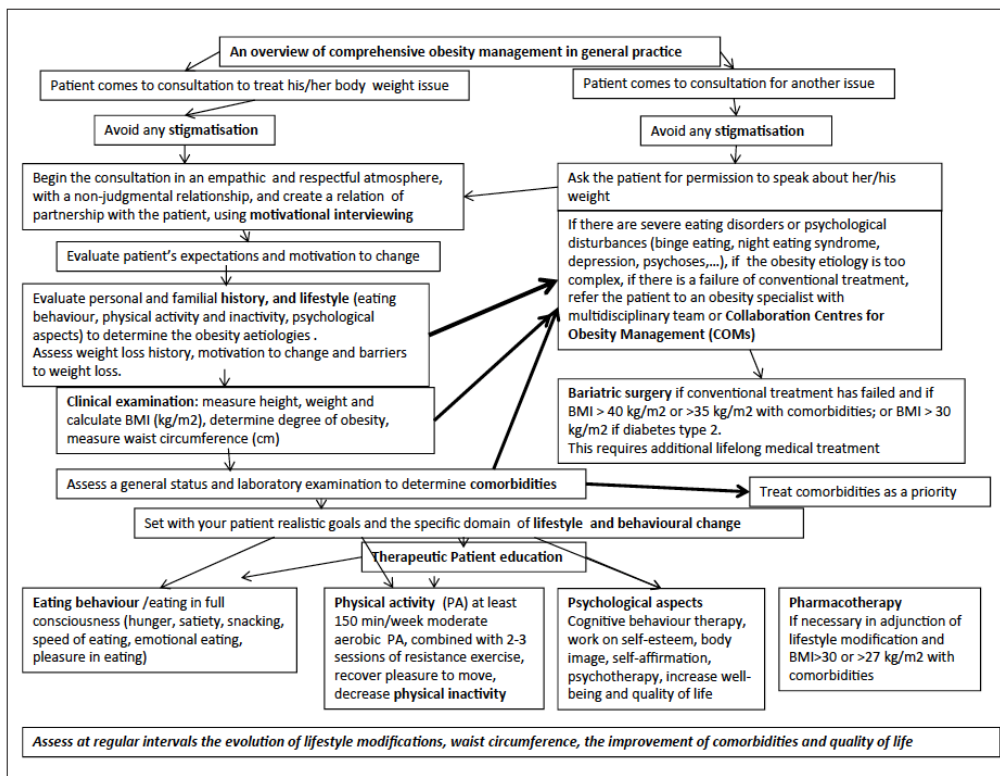 An overview of comprehensive obesity management in general practice
Patient comes to consultation to treat his/her body weight issue
Patient comes to consultation for another issue
Avoid any stigmatisation
Avoid any stigmatisation
Begin the consultation in an empathic and respectful atmosphere,
with a non-judgmental relationship, and create a relation of
partnership with the patient, using motivational interviewing
Ask the patient for permission to speak about her/his
weight
Evaluate patient's expectations and motivation to change
If there are severe eating disorders or psychological
disturbances (binge eating, night eating syndrome,
depression, psychoses,...), if the obesity etiology is too
complex, if there is a failure of conventional treatment,
refer the patient to an obesity specialist with
multidisciplinary team or Collaboration Centres for
Obesity Management (COMs)
Evaluate personal and familial history, and lifestyle (eating
behaviour, physical activity and inactivity, psychological
aspects) to determine the obesity aetiologies .
Assess weight loss history, motivation to change and barriers
to weight loss.
Clinical examination: measure height, weight and
calculate BMI (kg/m2), determine degree of obesity,
measure waist circumference (cm)
Bariatric surgery if conventional treatment has failed and if
BMI > 40 kg/m2 or >35 kg/m2 with comorbidities; or BMI > 30
kg/m2 if diabetes type 2.
This requires additional lifelong medical treatment
Assess a general status and laboratory examination to determine comorbidities
Treat comorbidities as a priority
Set with your patient realistic goals and the specific domain of lifestyle and behavioural change
Therapeutic Patient education
Eating behaviour /eating in full
consciousness (hunger, satiety, snacking,
speed of eating, emotional eating,
pleasure in eating)
Physical activity (PA) at least
150 min/week moderate
aerobic PA, combined with 2-3
sessions of resistance exercise,
recover pleasure to move,
decrease physical inactivity
Psychological aspects
Cognitive behaviour therapy,
work on self-esteem, body
image, self-affirmation,
psychotherapy, increase well-
being and quality of life
Pharmacotherapy
If necessary in adjunction of
lifestyle modification and
BMI>30 or >27 kg/m2 with
comorbidities
Assess at regular intervals the evolution of lifestyle modifications, waist circumference, the improvement of comorbidities and quality of life